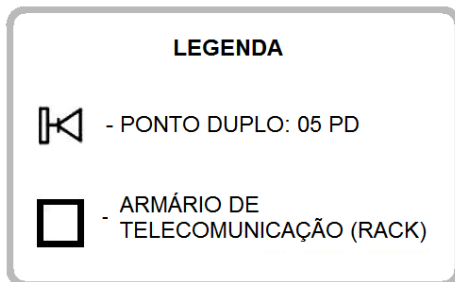 LEGENDA
- PONTO DUPLO: 05 PD
- ARMÁRIO DE
TELECOMUNICAÇÃO (RACK)